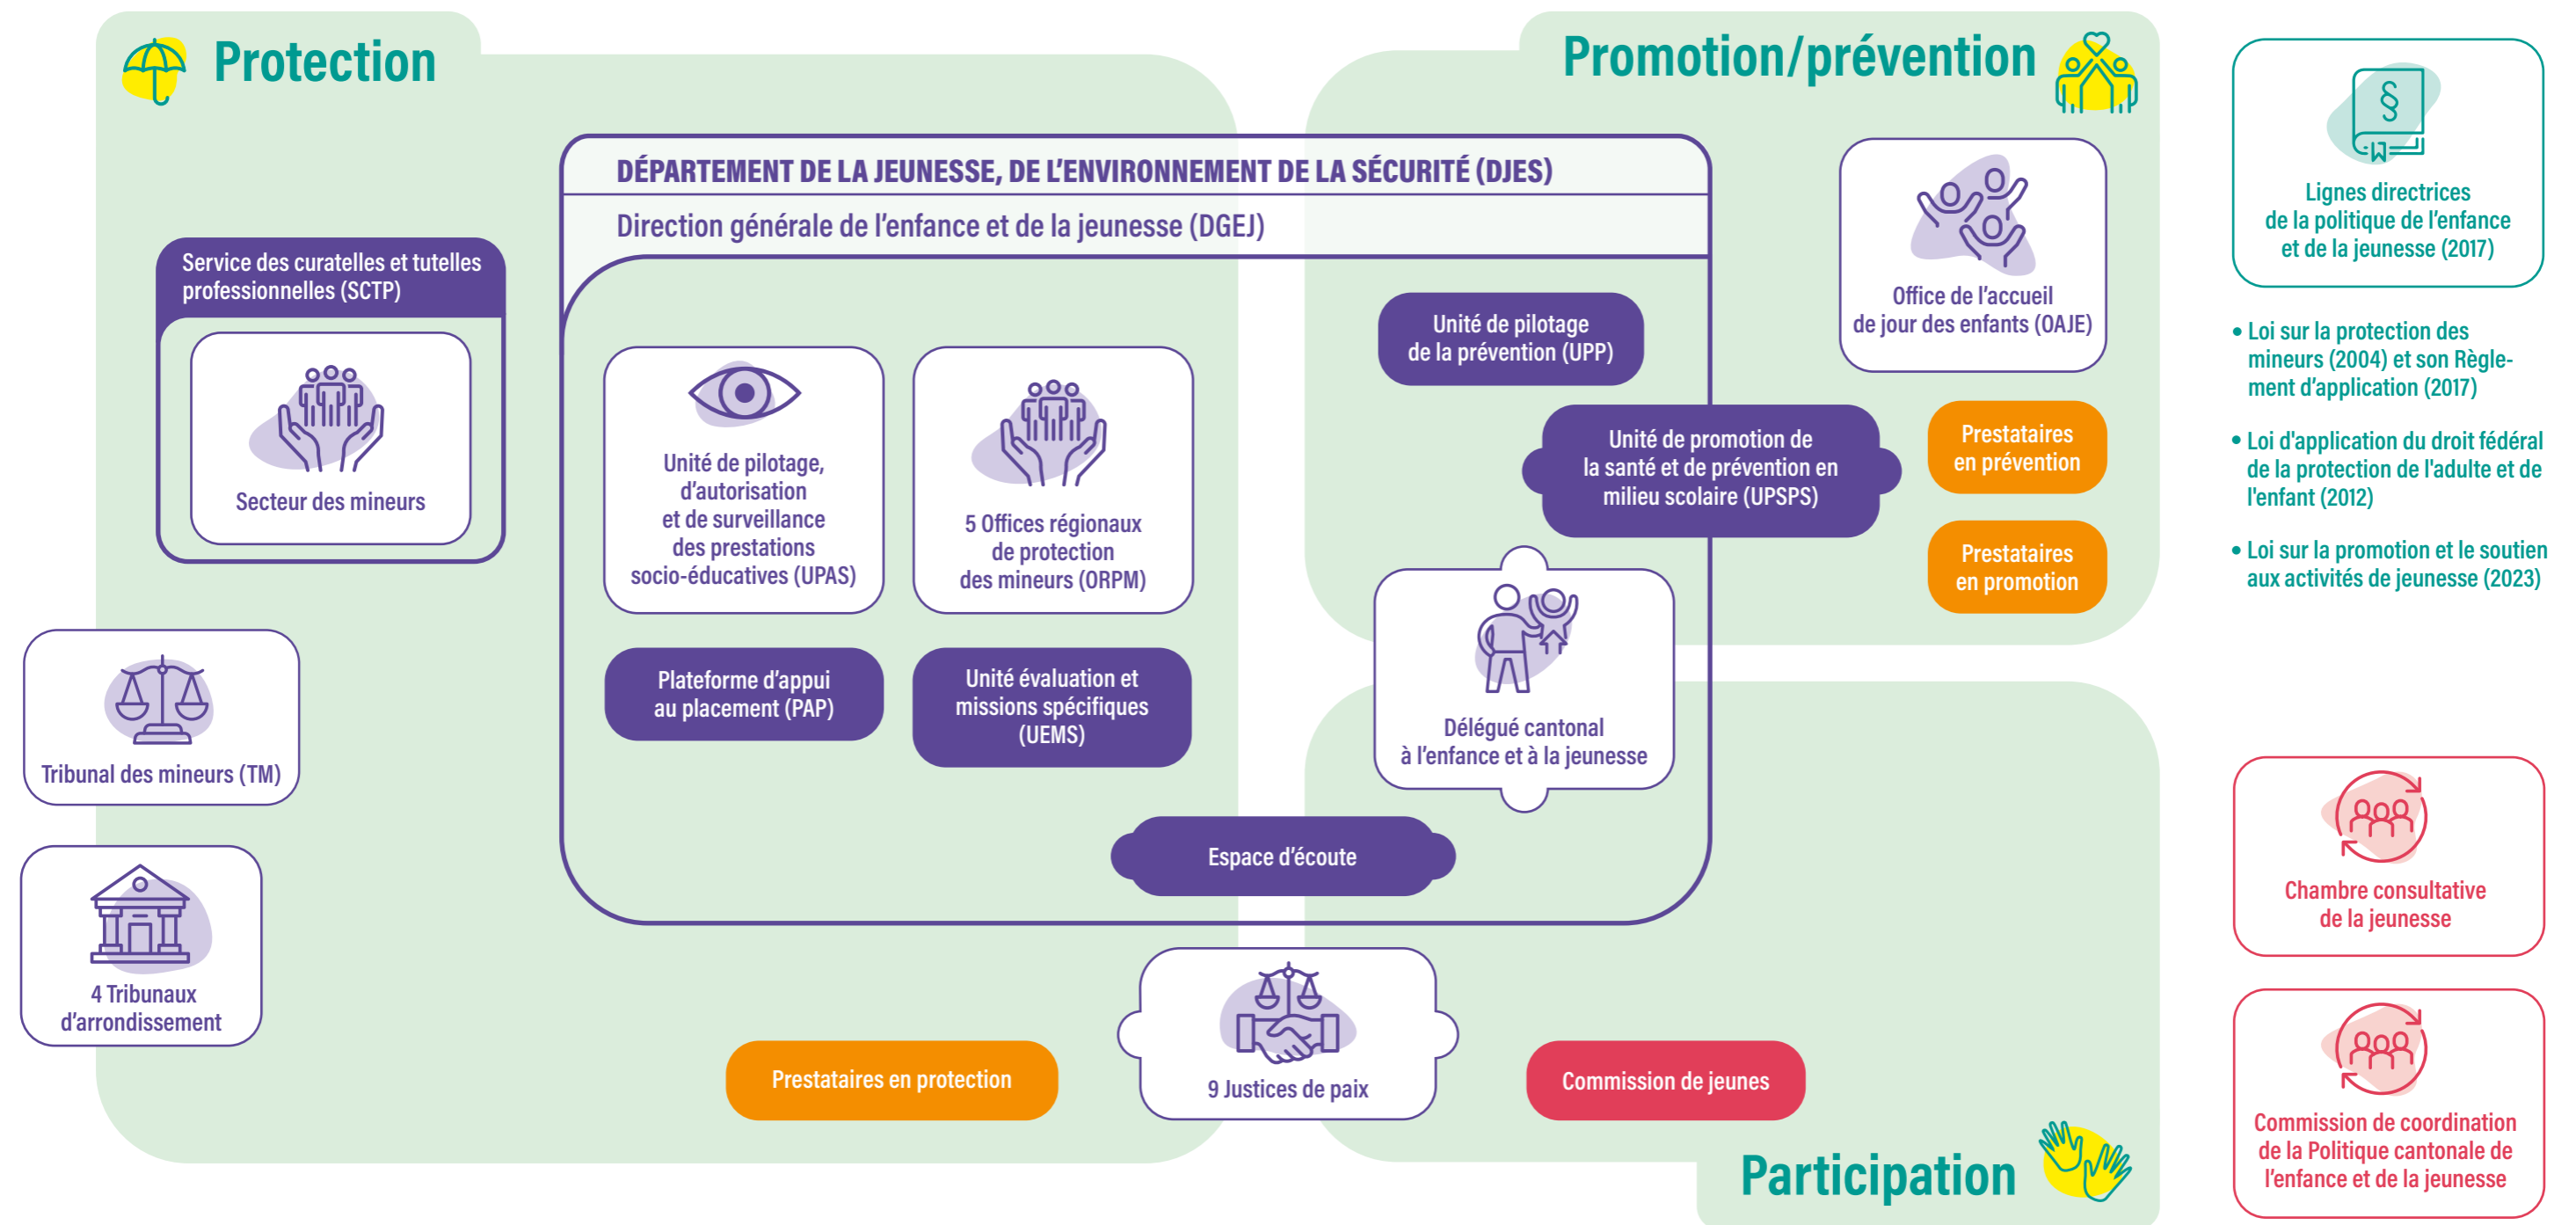 Protection
Promotion/prévention
DÉPARTEMENT DE LA JEUNESSE, DE L'ENVIRONNEMENT DE LA SÉCURITÉ (DJES)
Direction générale de l'enfance et de la jeunesse (DGEJ)
Service des curatelles et tutelles
professionnelles (SCTP)
Secteur des mineurs
Unité de pilotage,
d'autorisation
et de surveillance
des prestations
socio-éducatives (UPAS)
5 Offices régionaux
de protection
des mineurs (ORPM)
Plateforme d'appui
au placement (PAP)
Unité évaluation et
missions spécifiques
(UEMS)
Unité de pilotage
de la prévention (UPP)
Office de l'accueil
de jour des enfants (OAJE)
Unité de promotion de
la santé et de prévention en
milieu scolaire (UPSPS)
Prestataires
en prévention
Prestataires
en promotion
Délégué cantonal
à l'enfance et à la jeunesse
Espace d'écoute
Tribunal des mineurs (TM)
4 Tribunaux
d'arrondissement
Prestataires en protection
9 Justices de paix
Commission de jeunes
Participation
§
Lignes directrices
de la politique de l'enfance
et de la jeunesse (2017)
• Loi sur la protection des
mineurs (2004) et son Règle-
ment d'application (2017)
• Loi d'application du droit fédéral
de la protection de l'adulte et de
l'enfant (2012)
• Loi sur la promotion et le soutien
aux activités de jeunesse (2023)
Chambre consultative
de la jeunesse
Commission de coordination
de la Politique cantonale de
l'enfance et de la jeunesse